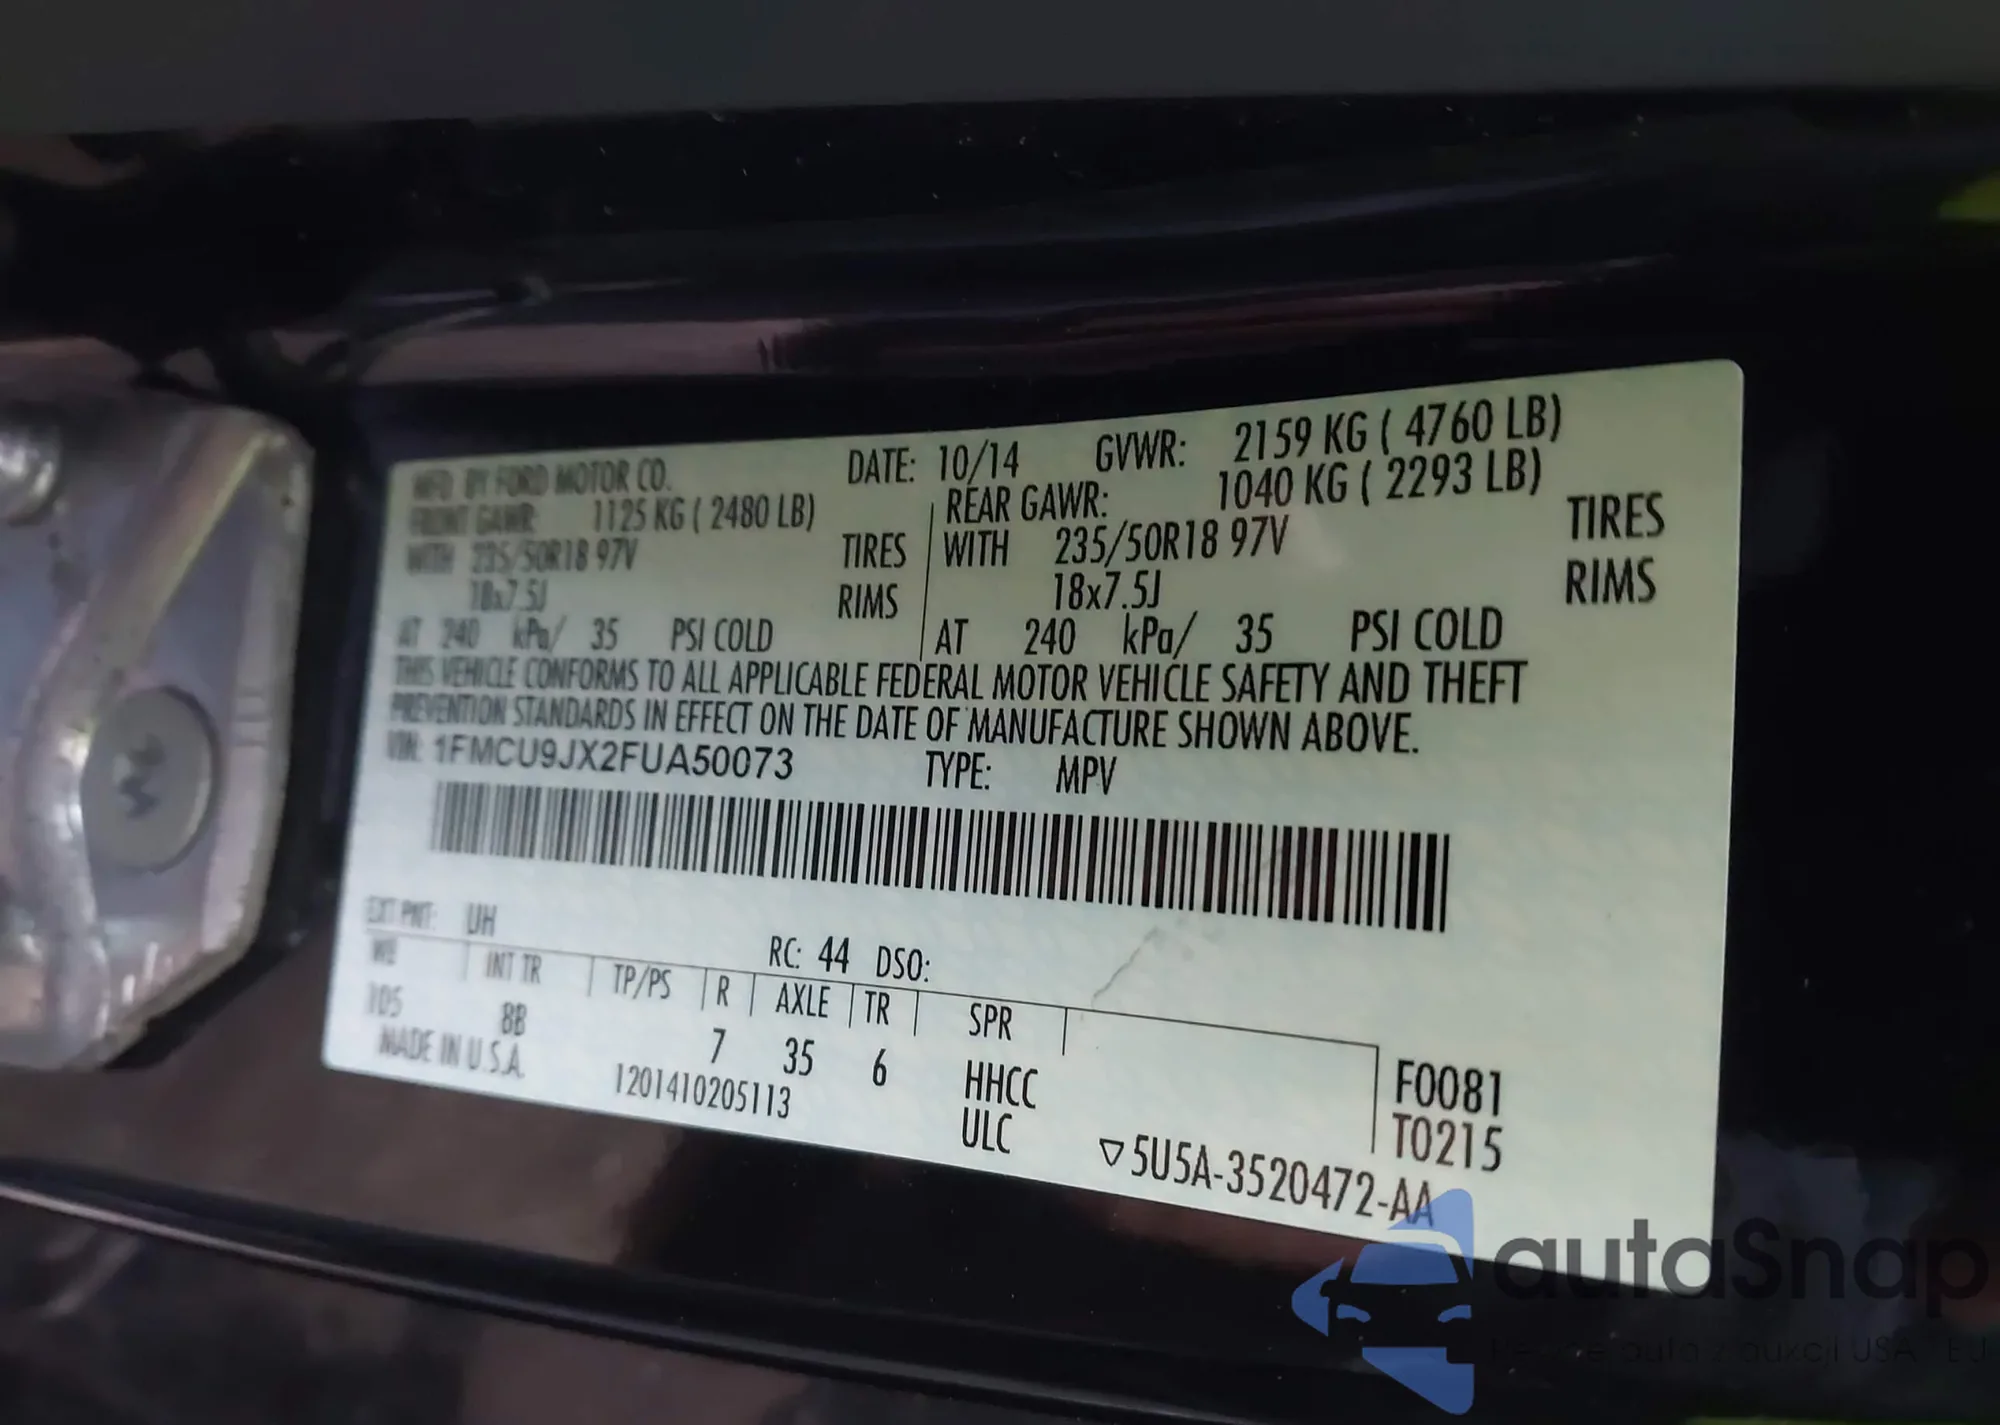 MFD. BY FORD MOTOR CO. DATE: 10/14 GVWR: 2159 KG ( 4760 LB)
FRONT GAWR: 1125 KG ( 2480 LB) REAR GAWR: 1040 KG ( 2293 LB)
WITH 235/50R18 97V TIRES WITH 235/50R18 97V TIRES
18x7.5J RIMS 18x7.5J RIMS
AT 240 kPa/ 35 PSI COLD AT 240 kPa/ 35 PSI COLD
THIS VEHICLE CONFORMS TO ALL APPLICABLE FEDERAL MOTOR VEHICLE SAFETY AND THEFT
PREVENTION STANDARDS IN EFFECT ON THE DATE OF MANUFACTURE SHOWN ABOVE.
VIN: 1FMCU9JX2FUA50073 TYPE: MPV
EXT PNT: UH RC: 44 DSO:
WB INT TR TP/PS R AXLE TR SPR
105 8B 7 35 6 HHCC F0081
MADE IN U.S.A. 1201410205113 ULC T0215
▽5U5A-3520472-AA
autaSnap
auta z aukcji USA